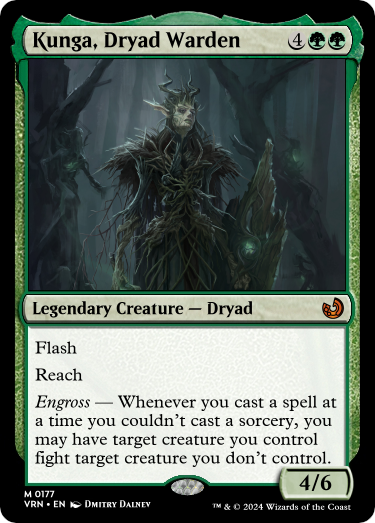 Kunga, Dryad Warden 4
Legendary Creature — Dryad
Flash
Reach
Engross — Whenever you cast a spell at
a time you couldn't cast a sorcery, you
may have target creature you control
fight target creature you don't control.
4/6
M 0177
VRN • EN Dmitry Dalnev
™ & © 2024 Wizards of the Coast